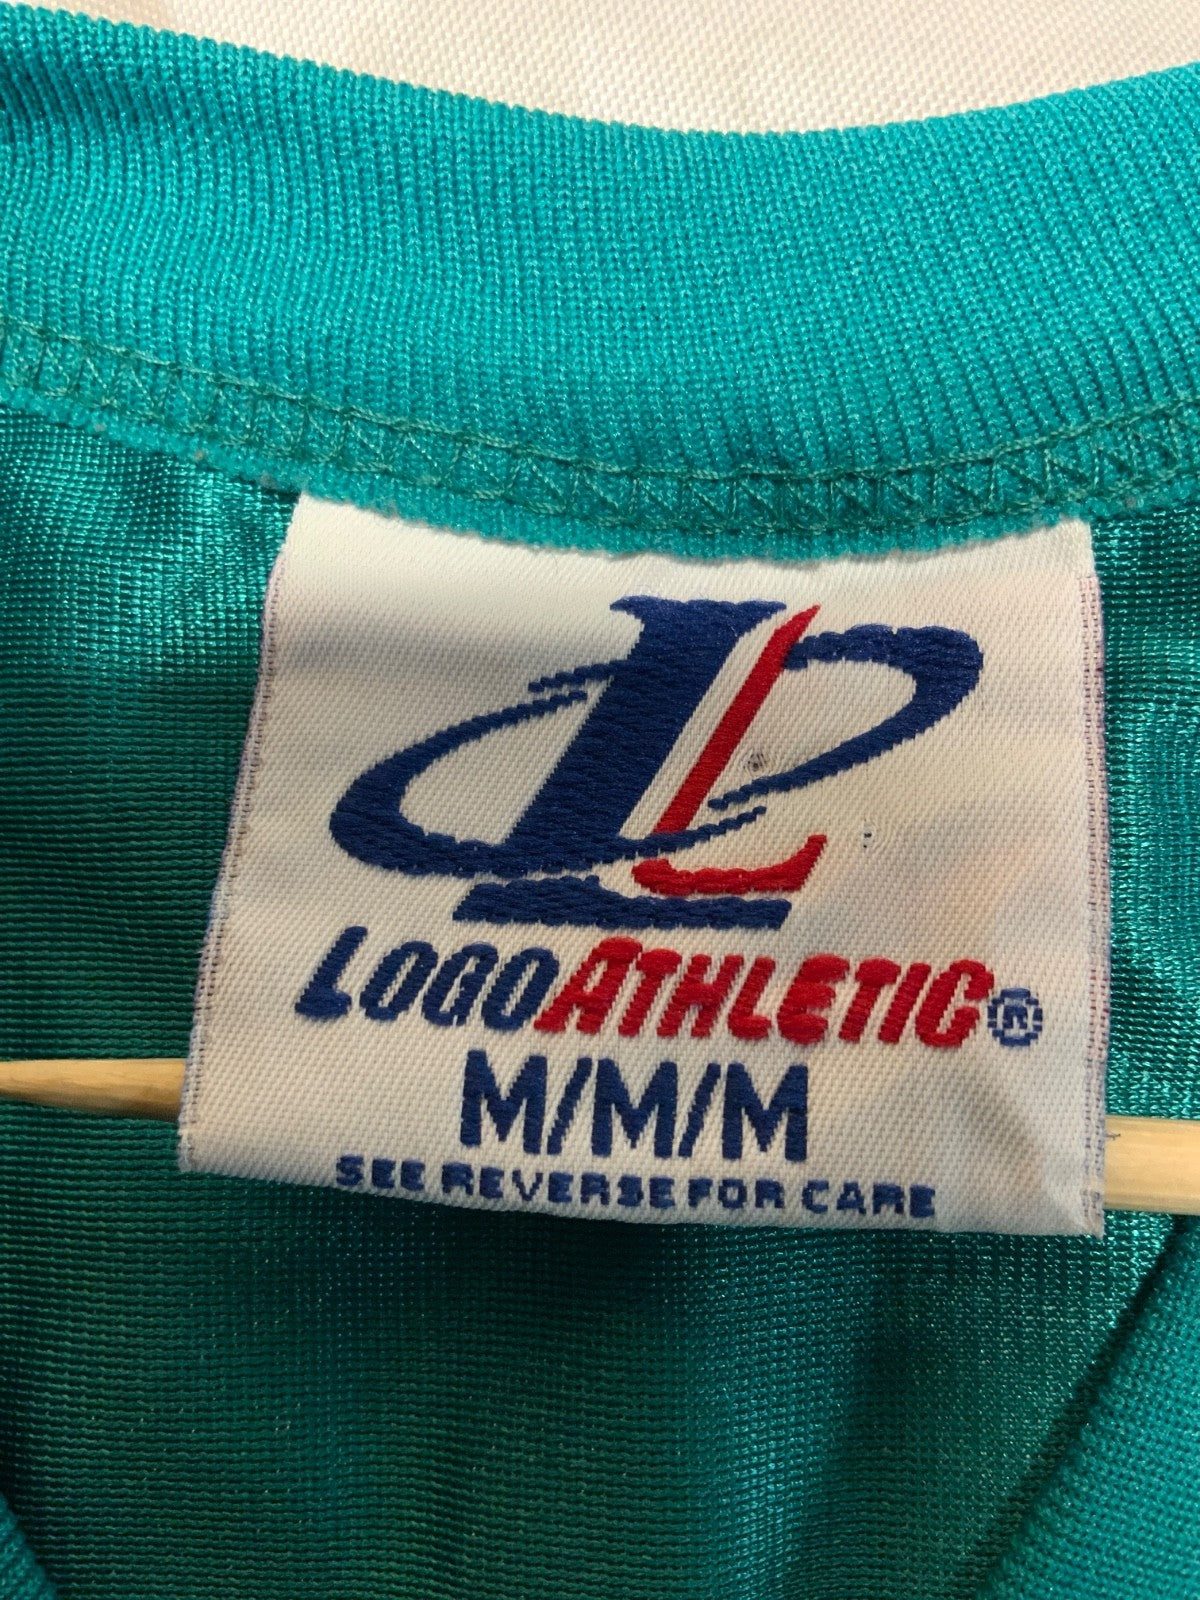 L
LOGOATHLETIC®
M/M/M
SEE REVERSE FOR CARE